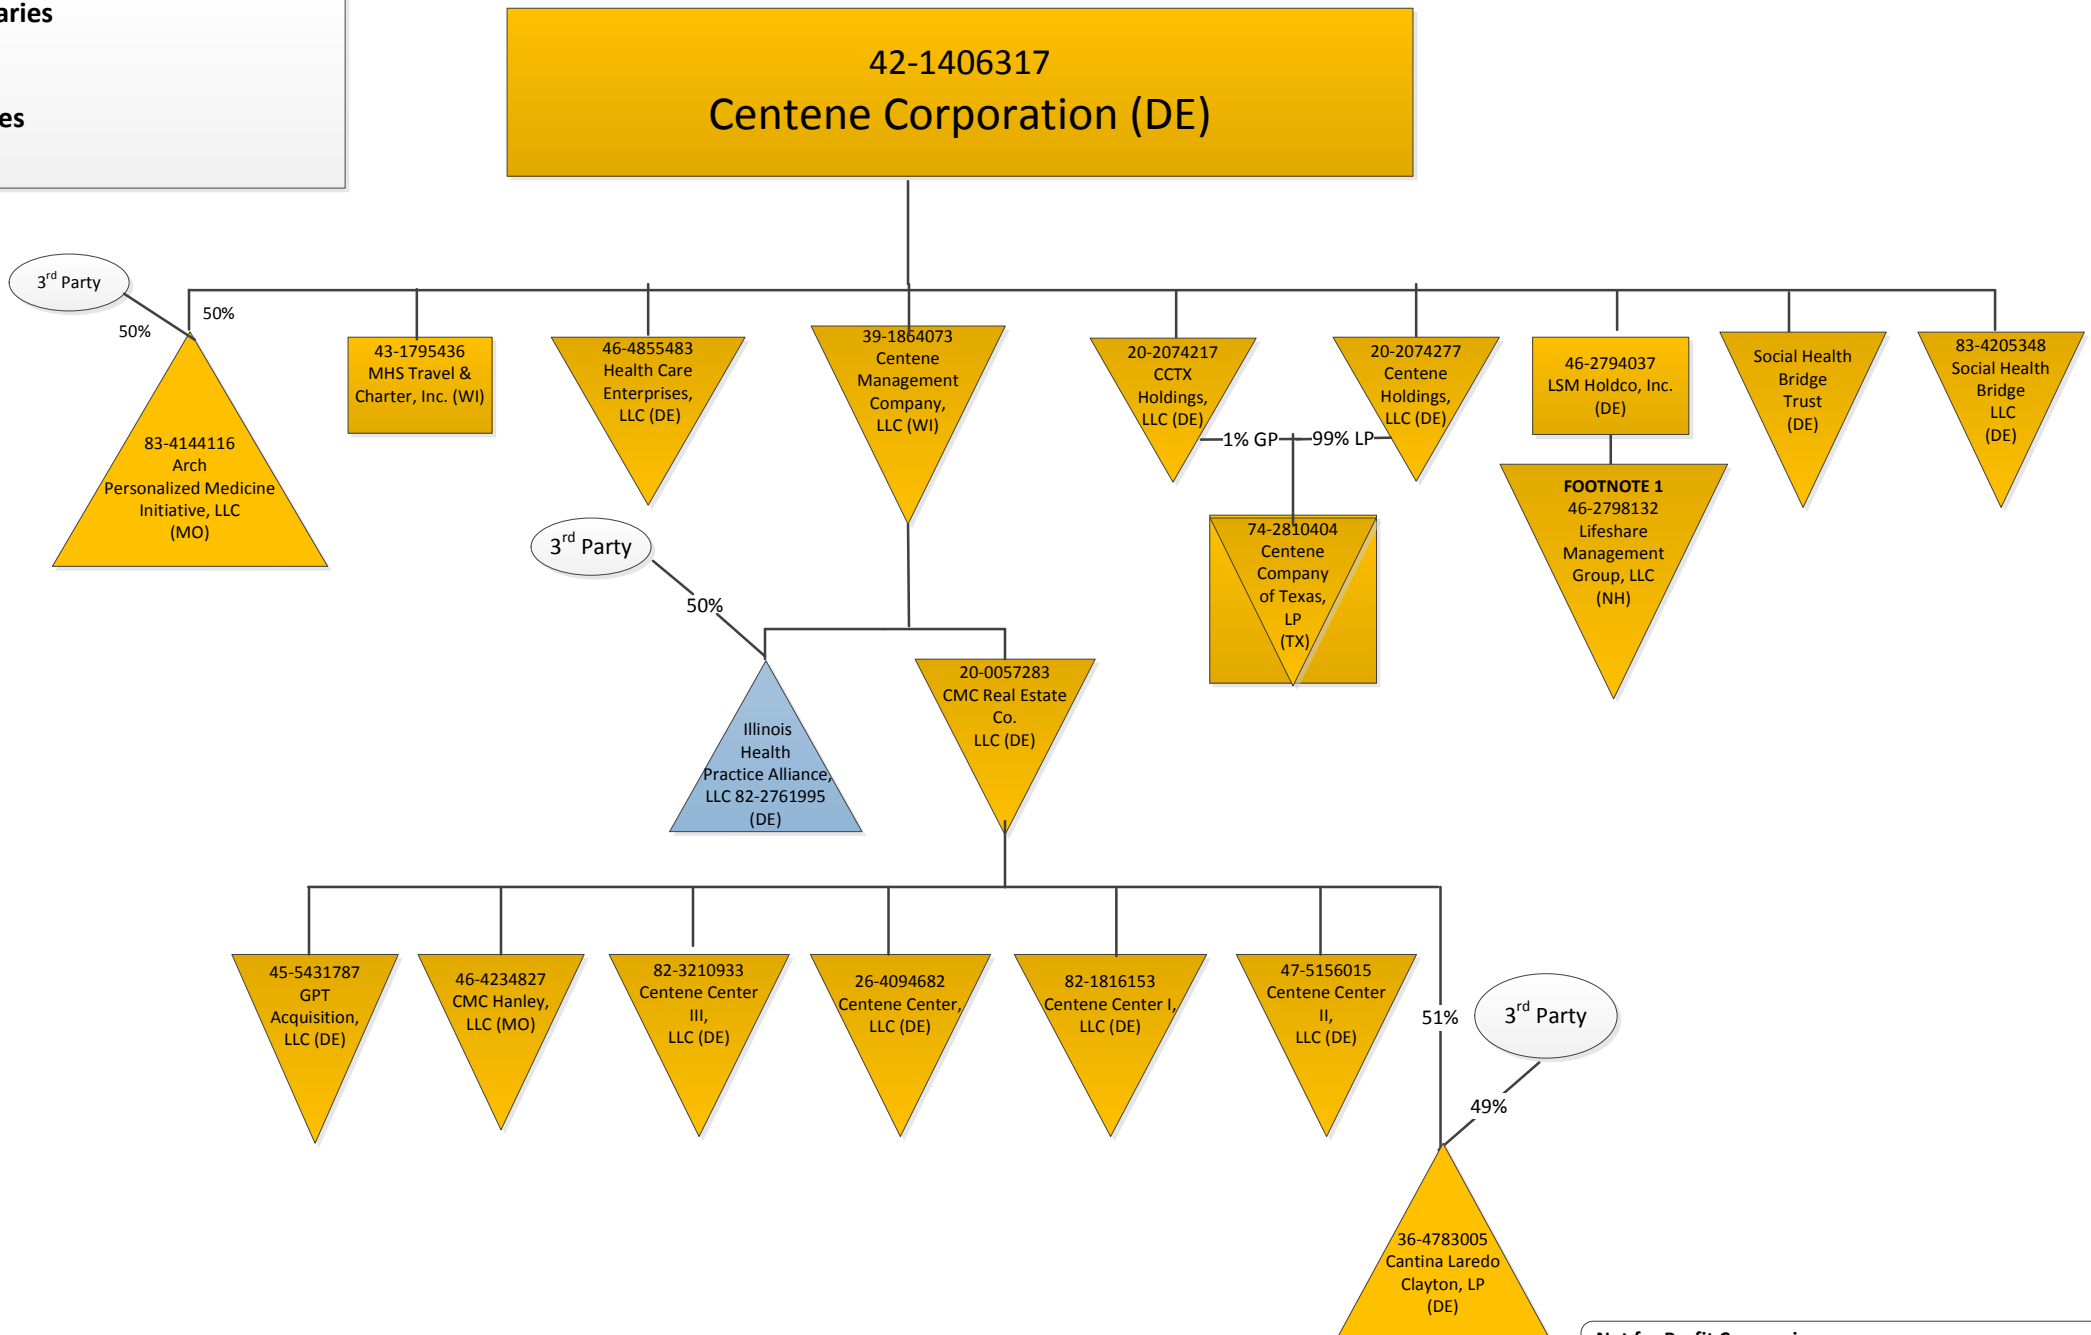 aries
es
42-1406317
Centene Corporation (DE)
3rd Party
50%
50%
83-4144116
Arch
Personalized Medicine
Initiative, LLC
(MO)
43-1795436
MHS Travel &
Charter, Inc. (WI)
46-4855483
Health Care
Enterprises,
LLC (DE)
39-1864073
Centene
Management
Company,
LLC (WI)
20-2074217
CCTX
Holdings,
LLC (DE)
20-2074277
Centene
Holdings,
LLC (DE)
1% GP
99% LP
74-2810404
Centene
Company
of Texas,
LP
(TX)
46-2794037
LSM Holdco, Inc.
(DE)
FOOTNOTE 1
46-2798132
Lifeshare
Management
Group, LLC
(NH)
Social Health
Bridge
Trust
(DE)
83-4205348
Social Health
Bridge
LLC
(DE)
3rd Party
50%
Illinois
Health
Practice Alliance,
LLC 82-2761995
(DE)
20-0057283
CMC Real Estate
Co.
LLC (DE)
45-5431787
GPT
Acquisition,
LLC (DE)
46-4234827
CMC Hanley,
LLC (MO)
82-3210933
Centene Center
III,
LLC (DE)
26-4094682
Centene Center,
LLC (DE)
82-1816153
Centene Center I,
LLC (DE)
47-5156015
Centene Center
II,
LLC (DE)
51%
3rd Party
49%
36-4783005
Cantina Laredo
Clayton, LP
(DE)